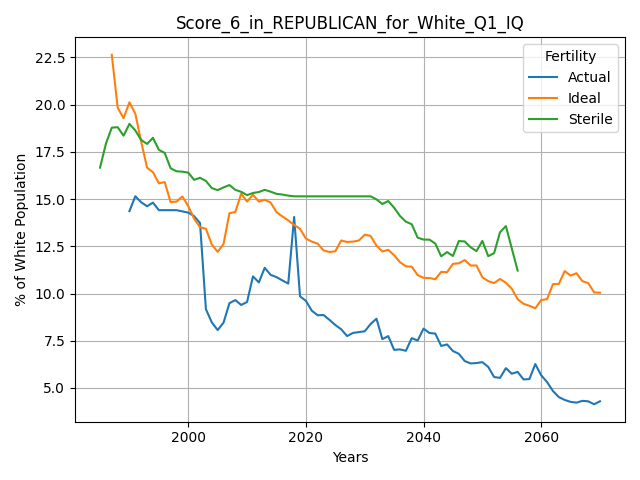 Score_6_in_REPUBLICAN_for_White_Q1_IQ
% of White Population
22.5
20.0
17.5
15.0
12.5
10.0
7.5
5.0
Fertility
Actual
Ideal
Sterile
2000
2020
2040
2060
Years